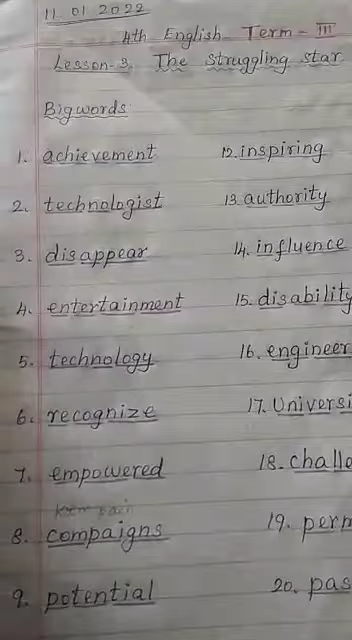 11.01.2022
4th English Term - III
Lesson-3 The struggling star
Bigwords:
1. achievement
2. technologist
3. disappear
4. entertainment
5. technology
6. recognize
7. empowered
8. compaigns
9. potential
12. inspiring
13. authority
14. influence
15. disability
16. engineer
17. Universi
18. challe
19. perm
20. pas